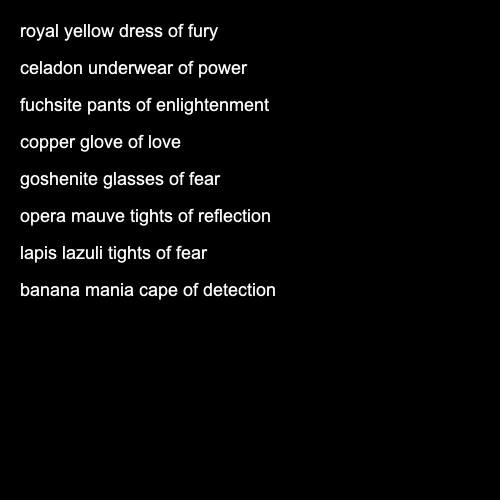 royal yellow dress of fury
celadon underwear of power
fuchsite pants of enlightenment
copper glove of love
goshenite glasses of fear
opera mauve tights of reflection
lapis lazuli tights of fear
banana mania cape of detection